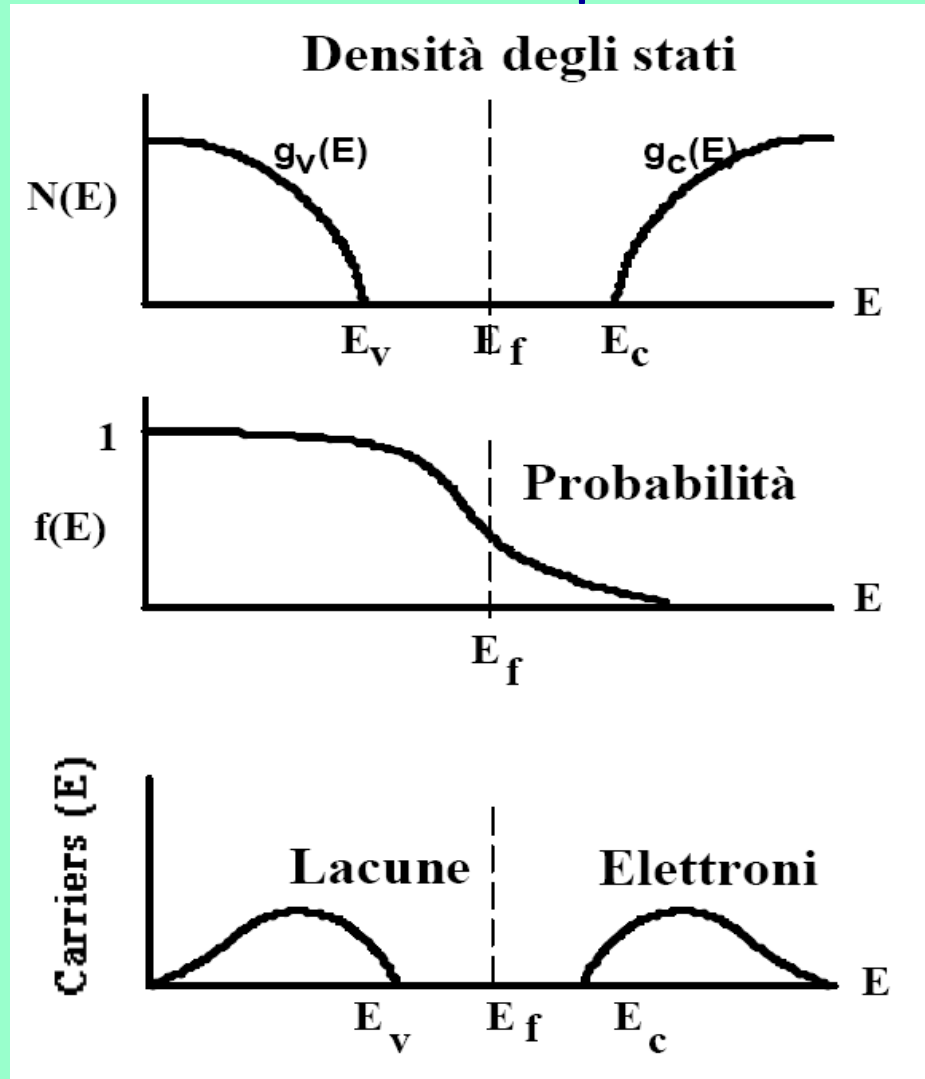 Densità degli stati
gV(E)
gC(E)
N(E)
E
Ev
Ef
Ec
1
Probabilità
f(E)
E
Ef
Carriers (E)
Lacune
Elettroni
E
Ev
Ef
Ec